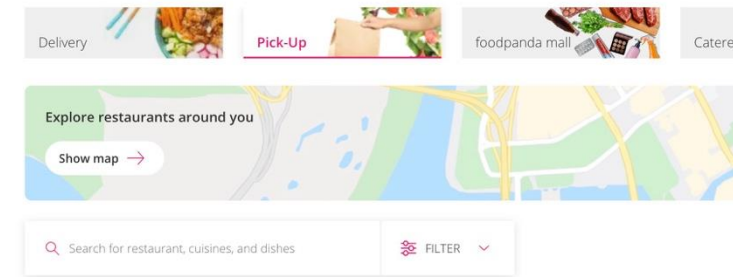 Delivery
Pick-Up
foodpanda mall
Explore restaurants around you
Show map
Search for restaurant, cuisines, and dishes
FILTER